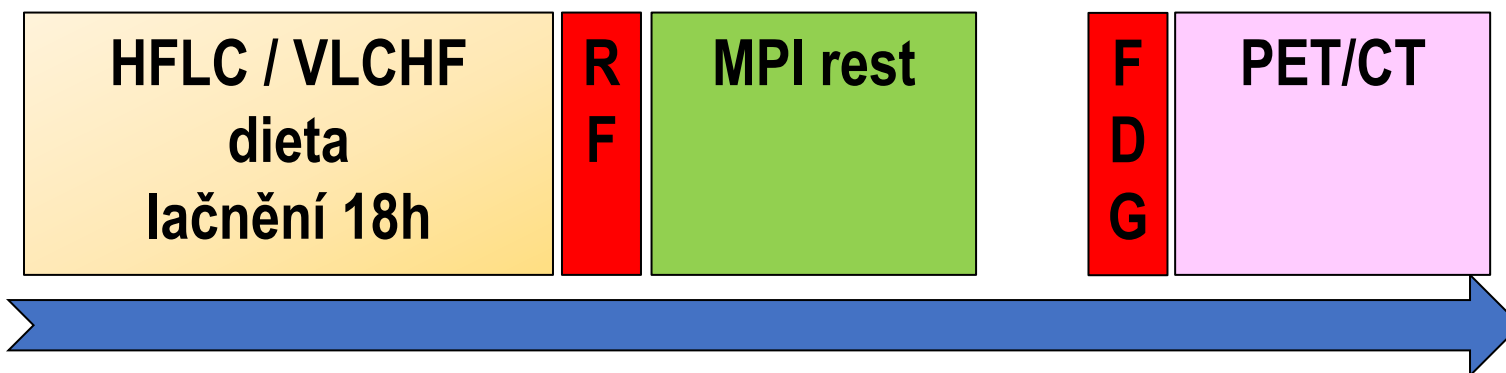 HFLC / VLCHF
dieta
lačnění 18h
R
F
MPI rest
F
D
G
PET/CT